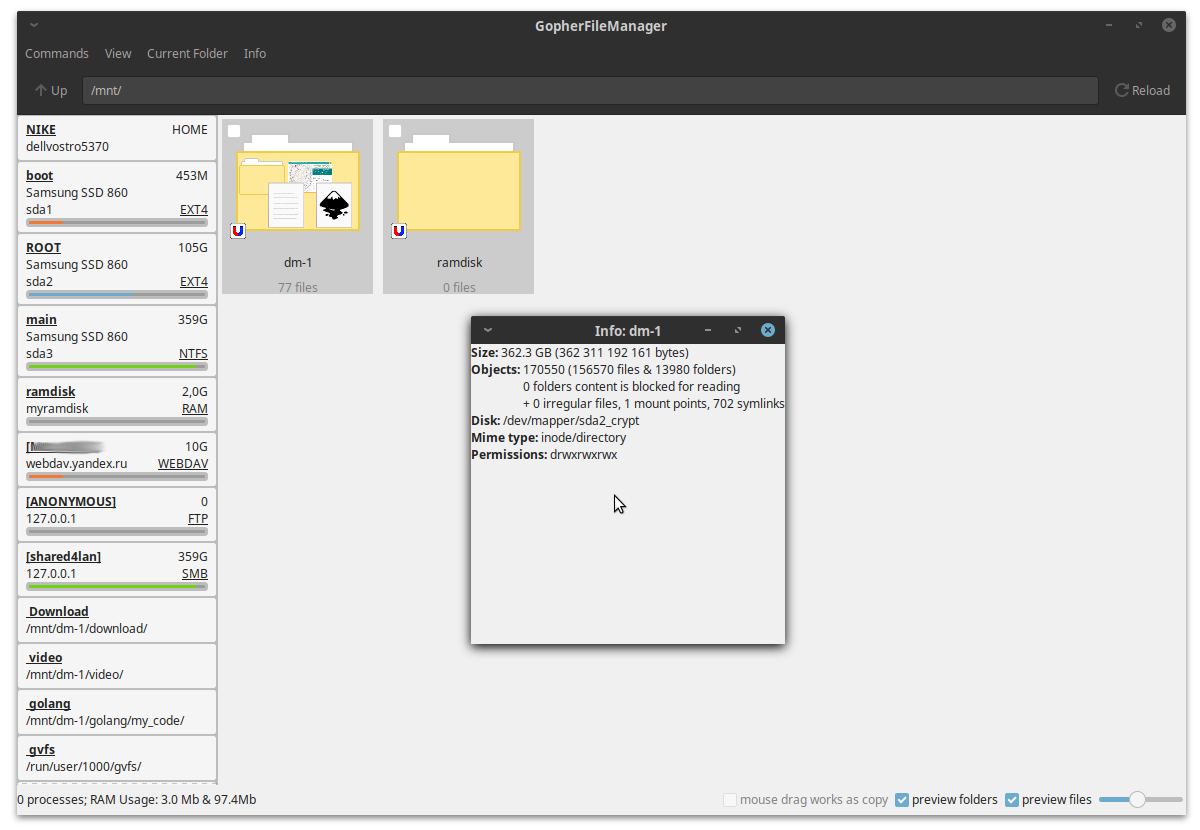 GopherFileManager
Commands View Current Folder Info
Up /mnt/ Reload
NIKE HOME
dellvostro5370
boot 453M
Samsung SSD 860
sda1 EXT4
ROOT 105G
Samsung SSD 860
sda2 EXT4
main 359G
Samsung SSD 860
sda3 NTFS
ramdisk 2,0G
myramdisk RAM
10G
webdav.yandex.ru WEBDAV
[ANONYMOUS] 0
127.0.0.1 FTP
[shared4lan] 359G
127.0.0.1 SMB
Download
/mnt/dm-1/download/
video
/mnt/dm-1/video/
golang
/mnt/dm-1/golang/my_code/
gvfs
/run/user/1000/gvfs/
dm-1
77 files
ramdisk
0 files
Info: dm-1
Size: 362.3 GB (362 311 192 161 bytes)
Objects: 170550 (156570 files & 13980 folders)
0 folders content is blocked for reading
+ 0 irregular files, 1 mount points, 702 symlinks
Disk: /dev/mapper/sda2_crypt
Mime type: inode/directory
Permissions: drwxrwxrwx
0 processes; RAM Usage: 3.0 Mb & 97.4Mb
mouse drag works as copy preview folders preview files